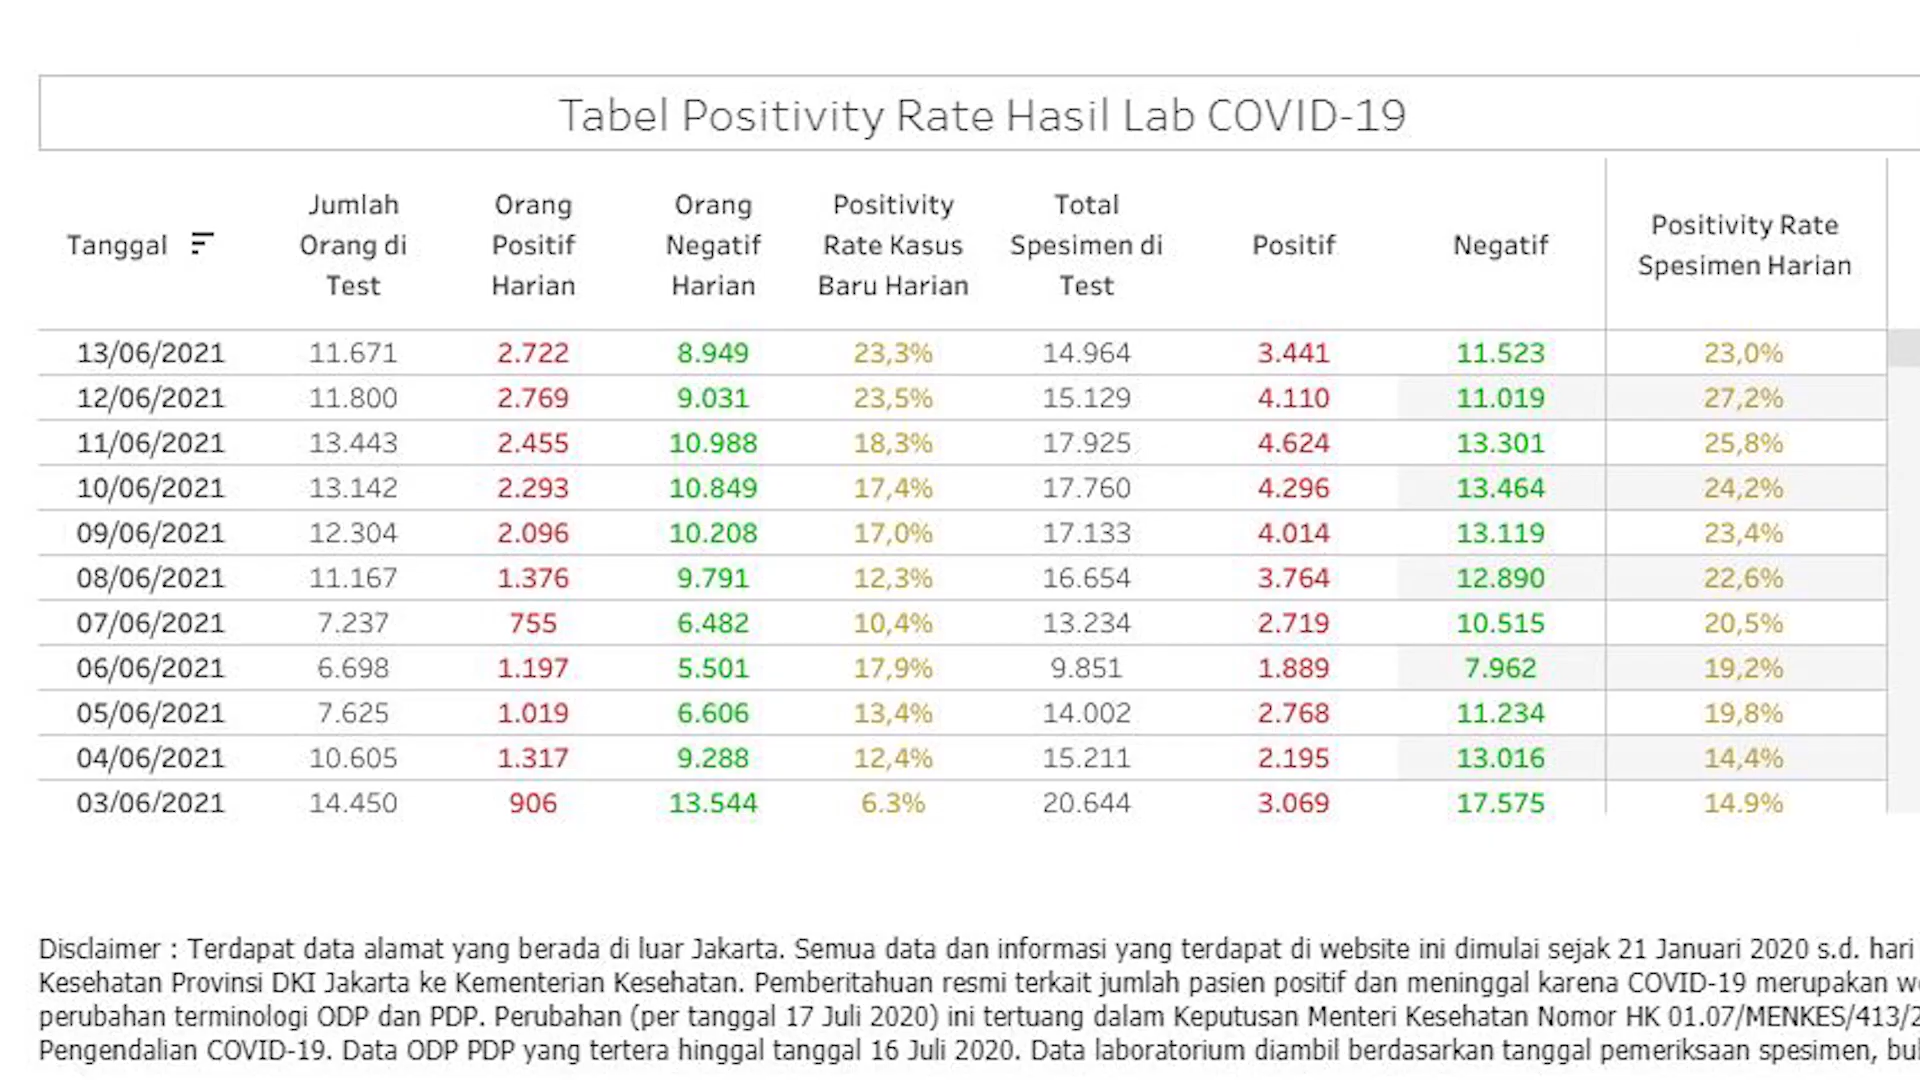 Tabel Positivity Rate Hasil Lab COVID-19
Tanggal Jumlah Orang di Test Orang Positif Harian Orang Negatif Harian Positivity Rate Kasus Baru Harian Total Spesimen di Test Positif Negatif Positivity Rate Spesimen Harian
13/06/2021 11.671 2.722 8.949 23,3% 14.964 3.441 11.523 23,0%
12/06/2021 11.800 2.769 9.031 23,5% 15.129 4.110 11.019 27,2%
11/06/2021 13.443 2.455 10.988 18,3% 17.925 4.624 13.301 25,8%
10/06/2021 13.142 2.293 10.849 17,4% 17.760 4.296 13.464 24,2%
09/06/2021 12.304 2.096 10.208 17,0% 17.133 4.014 13.119 23,4%
08/06/2021 11.167 1.376 9.791 12,3% 16.654 3.764 12.890 22,6%
07/06/2021 7.237 755 6.482 10,4% 13.234 2.719 10.515 20,5%
06/06/2021 6.698 1.197 5.501 17,9% 9.851 1.889 7.962 19,2%
05/06/2021 7.625 1.019 6.606 13,4% 14.002 2.768 11.234 19,8%
04/06/2021 10.605 1.317 9.288 12,4% 15.211 2.195 13.016 14,4%
03/06/2021 14.450 906 13.544 6.3% 20.644 3.069 17.575 14.9%
Disclaimer : Terdapat data alamat yang berada di luar Jakarta. Semua data dan informasi yang terdapat di website ini dimulai sejak 21 Januari 2020 s.d. hari
Kesehatan Provinsi DKI Jakarta ke Kementerian Kesehatan. Pemberitahuan resmi terkait jumlah pasien positif dan meninggal karena COVID-19 merupakan
perubahan terminologi ODP dan PDP. Perubahan (per tanggal 17 Juli 2020) ini tertuang dalam Keputusan Menteri Kesehatan Nomor HK 01.07/MENKES/413/
Pengendalian COVID-19. Data ODP PDP yang tertera hinggal tanggal 16 Juli 2020. Data laboratorium diambil berdasarkan tanggal pemeriksaan spesimen,